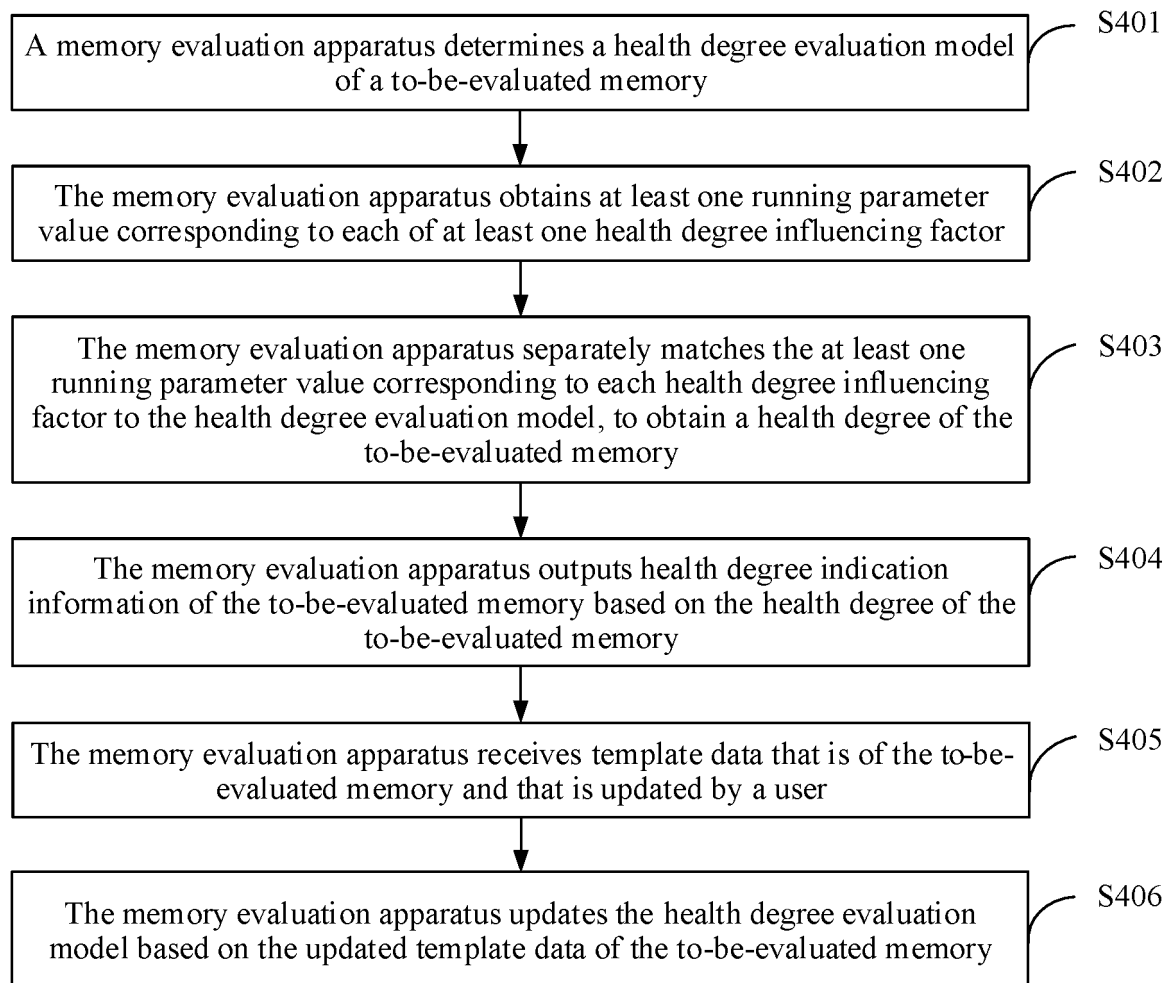 A memory evaluation apparatus determines a health degree evaluation model
of a to-be-evaluated memory
S401
The memory evaluation apparatus obtains at least one running parameter
value corresponding to each of at least one health degree influencing factor
S402
The memory evaluation apparatus separately matches the at least one
running parameter value corresponding to each health degree influencing
factor to the health degree evaluation model, to obtain a health degree of the
to-be-evaluated memory
S403
The memory evaluation apparatus outputs health degree indication
information of the to-be-evaluated memory based on the health degree of the
to-be-evaluated memory
S404
The memory evaluation apparatus receives template data that is of the to-be-
evaluated memory and that is updated by a user
S405
The memory evaluation apparatus updates the health degree evaluation
model based on the updated template data of the to-be-evaluated memory
S406